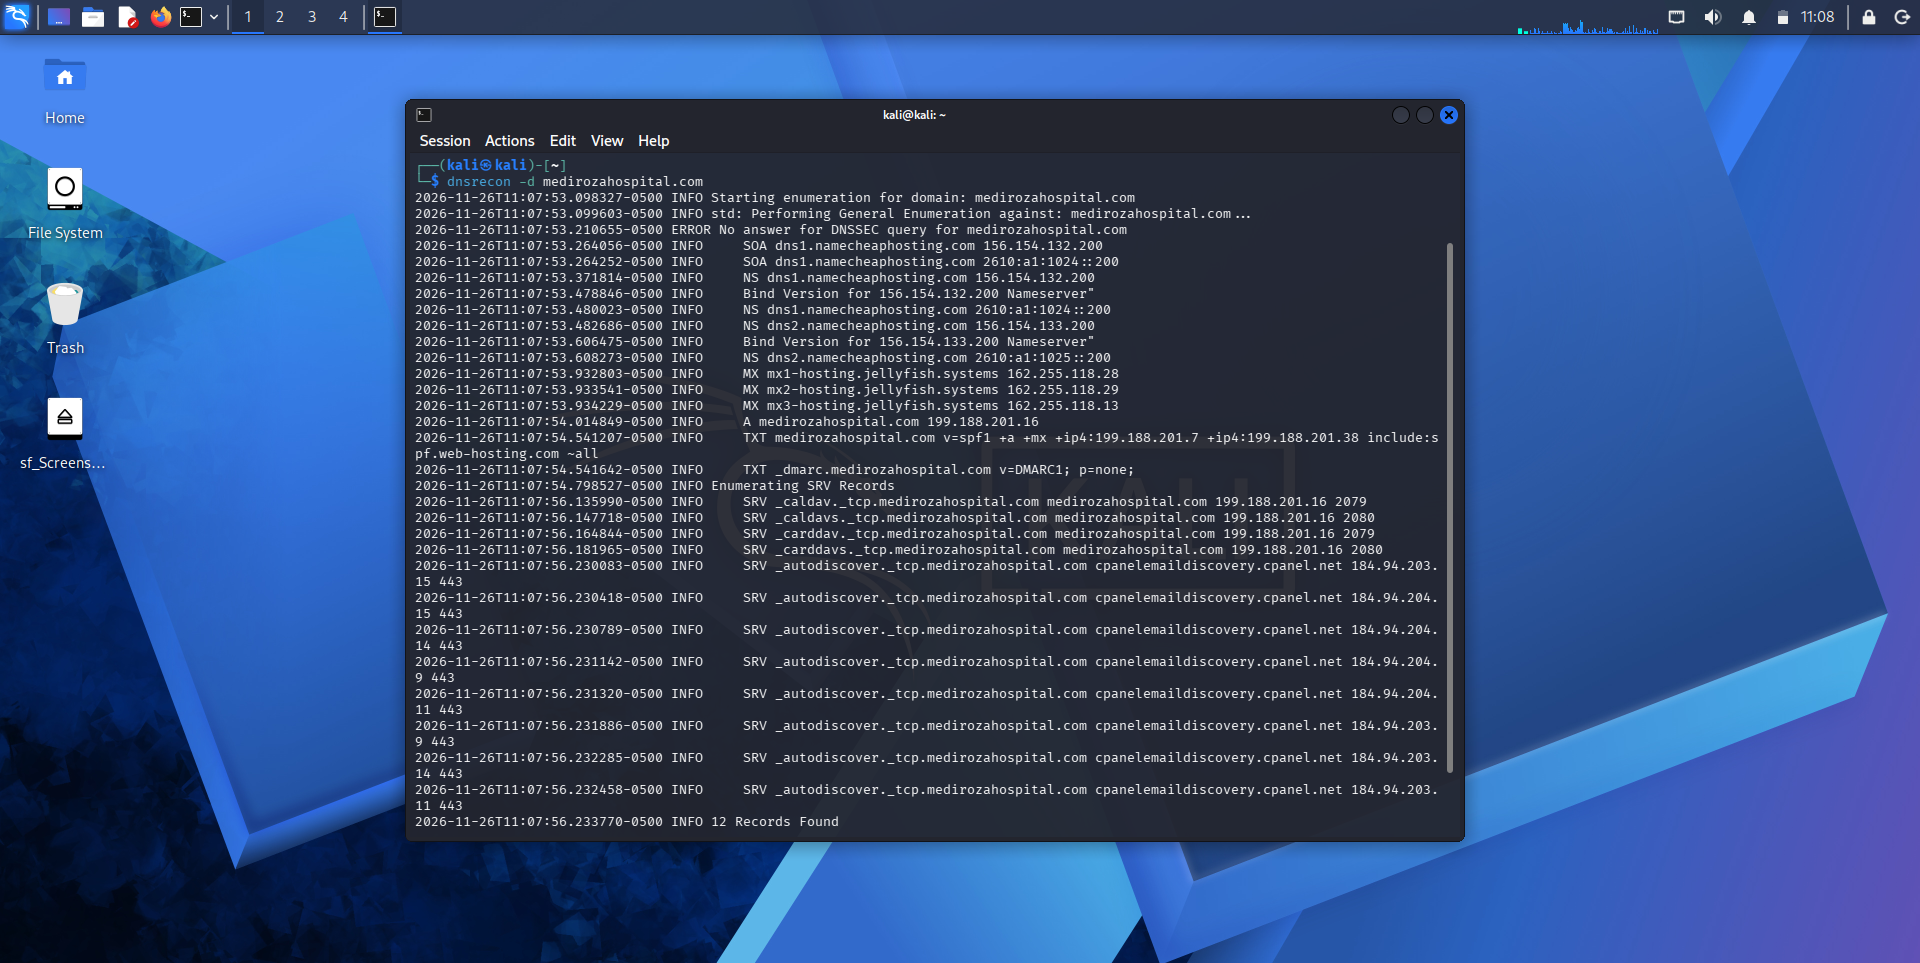 1 2 3 4
11:08
Home
File System
Trash
sf_Screens...
kali@kali: ~
Session Actions Edit View Help
┌──(kali㉿kali)-[~]
└─$ dnsrecon -d medirozahospital.com
2026-11-26T11:07:53.098327-0500 INFO Starting enumeration for domain: medirozahospital.com
2026-11-26T11:07:53.099603-0500 INFO std: Performing General Enumeration against: medirozahospital.com...
2026-11-26T11:07:53.210655-0500 ERROR No answer for DNSSEC query for medirozahospital.com
2026-11-26T11:07:53.264056-0500 INFO     SOA dns1.namecheaphosting.com 156.154.132.200
2026-11-26T11:07:53.264252-0500 INFO     SOA dns1.namecheaphosting.com 2610:a1:1024::200
2026-11-26T11:07:53.371814-0500 INFO     NS dns1.namecheaphosting.com 156.154.132.200
2026-11-26T11:07:53.478846-0500 INFO     Bind Version for 156.154.132.200 Nameserver"
2026-11-26T11:07:53.480023-0500 INFO     NS dns1.namecheaphosting.com 2610:a1:1024::200
2026-11-26T11:07:53.482686-0500 INFO     NS dns2.namecheaphosting.com 156.154.133.200
2026-11-26T11:07:53.606475-0500 INFO     Bind Version for 156.154.133.200 Nameserver"
2026-11-26T11:07:53.608273-0500 INFO     NS dns2.namecheaphosting.com 2610:a1:1025::200
2026-11-26T11:07:53.932803-0500 INFO     MX mx1-hosting.jellyfish.systems 162.255.118.28
2026-11-26T11:07:53.933541-0500 INFO     MX mx2-hosting.jellyfish.systems 162.255.118.29
2026-11-26T11:07:53.934229-0500 INFO     MX mx3-hosting.jellyfish.systems 162.255.118.13
2026-11-26T11:07:54.014849-0500 INFO     A medirozahospital.com 199.188.201.16
2026-11-26T11:07:54.541207-0500 INFO     TXT medirozahospital.com v=spf1 +a +mx +ip4:199.188.201.7 +ip4:199.188.201.38 include:s
pf.web-hosting.com ~all
2026-11-26T11:07:54.541642-0500 INFO     TXT _dmarc.medirozahospital.com v=DMARC1; p=none;
2026-11-26T11:07:54.798527-0500 INFO Enumerating SRV Records
2026-11-26T11:07:56.135990-0500 INFO     SRV _caldav._tcp.medirozahospital.com medirozahospital.com 199.188.201.16 2079
2026-11-26T11:07:56.147718-0500 INFO     SRV _caldavs._tcp.medirozahospital.com medirozahospital.com 199.188.201.16 2080
2026-11-26T11:07:56.164844-0500 INFO     SRV _carddav._tcp.medirozahospital.com medirozahospital.com 199.188.201.16 2079
2026-11-26T11:07:56.181965-0500 INFO     SRV _carddavs._tcp.medirozahospital.com medirozahospital.com 199.188.201.16 2080
2026-11-26T11:07:56.230083-0500 INFO     SRV _autodiscover._tcp.medirozahospital.com cpanelemaildiscovery.cpanel.net 184.94.203.
15 443
2026-11-26T11:07:56.230418-0500 INFO     SRV _autodiscover._tcp.medirozahospital.com cpanelemaildiscovery.cpanel.net 184.94.204.
15 443
2026-11-26T11:07:56.230789-0500 INFO     SRV _autodiscover._tcp.medirozahospital.com cpanelemaildiscovery.cpanel.net 184.94.204.
14 443
2026-11-26T11:07:56.231142-0500 INFO     SRV _autodiscover._tcp.medirozahospital.com cpanelemaildiscovery.cpanel.net 184.94.204.
9 443
2026-11-26T11:07:56.231320-0500 INFO     SRV _autodiscover._tcp.medirozahospital.com cpanelemaildiscovery.cpanel.net 184.94.204.
11 443
2026-11-26T11:07:56.231886-0500 INFO     SRV _autodiscover._tcp.medirozahospital.com cpanelemaildiscovery.cpanel.net 184.94.203.
9 443
2026-11-26T11:07:56.232285-0500 INFO     SRV _autodiscover._tcp.medirozahospital.com cpanelemaildiscovery.cpanel.net 184.94.203.
14 443
2026-11-26T11:07:56.232458-0500 INFO     SRV _autodiscover._tcp.medirozahospital.com cpanelemaildiscovery.cpanel.net 184.94.203.
11 443
2026-11-26T11:07:56.233770-0500 INFO 12 Records Found
KALI